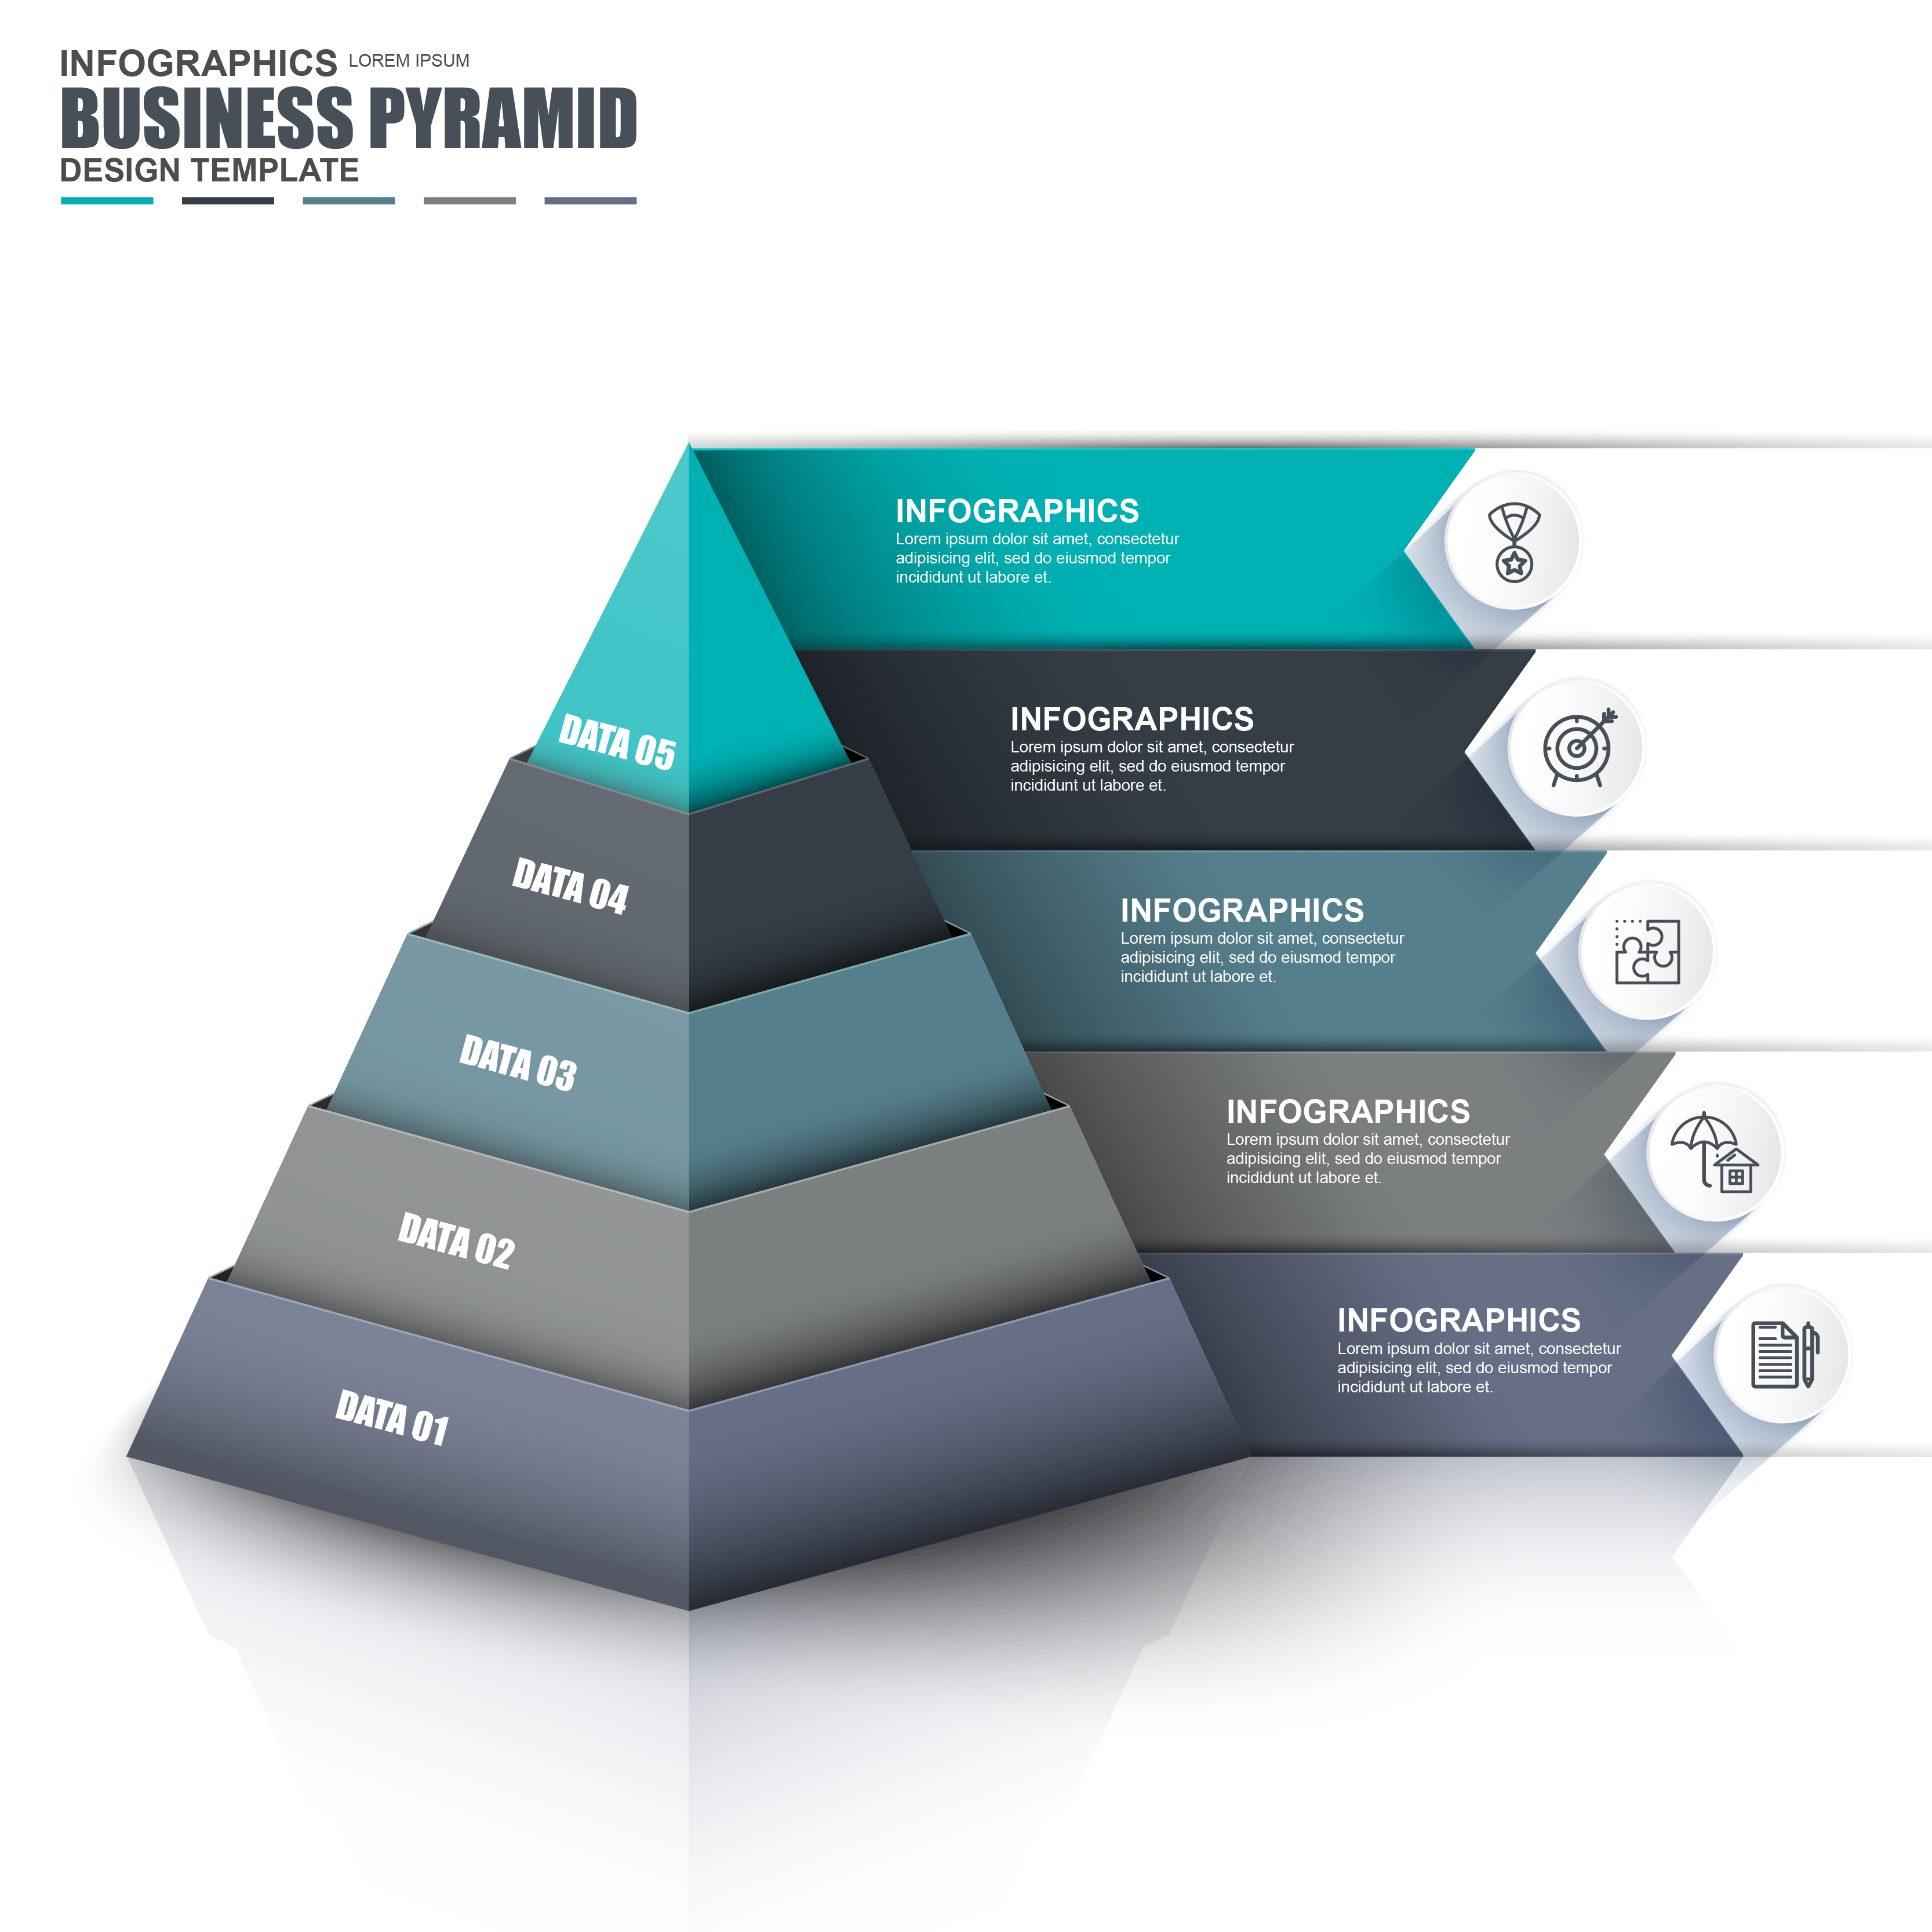 INFOGRAPHICS LOREM IPSUM
BUSINESS PYRAMID
DESIGN TEMPLATE
INFOGRAPHICS
Lorem ipsum dolor sit amet, consectetur
adipisicing elit, sed do eiusmod tempor
incididunt ut labore et.
DATA 05
INFOGRAPHICS
Lorem ipsum dolor sit amet, consectetur
adipisicing elit, sed do eiusmod tempor
incididunt ut labore et.
DATA 04
INFOGRAPHICS
Lorem ipsum dolor sit amet, consectetur
adipisicing elit, sed do eiusmod tempor
incididunt ut labore et.
DATA 03
INFOGRAPHICS
Lorem ipsum dolor sit amet, consectetur
adipisicing elit, sed do eiusmod tempor
incididunt ut labore et.
DATA 02
INFOGRAPHICS
Lorem ipsum dolor sit amet, consectetur
adipisicing elit, sed do eiusmod tempor
incididunt ut labore et.
DATA 01